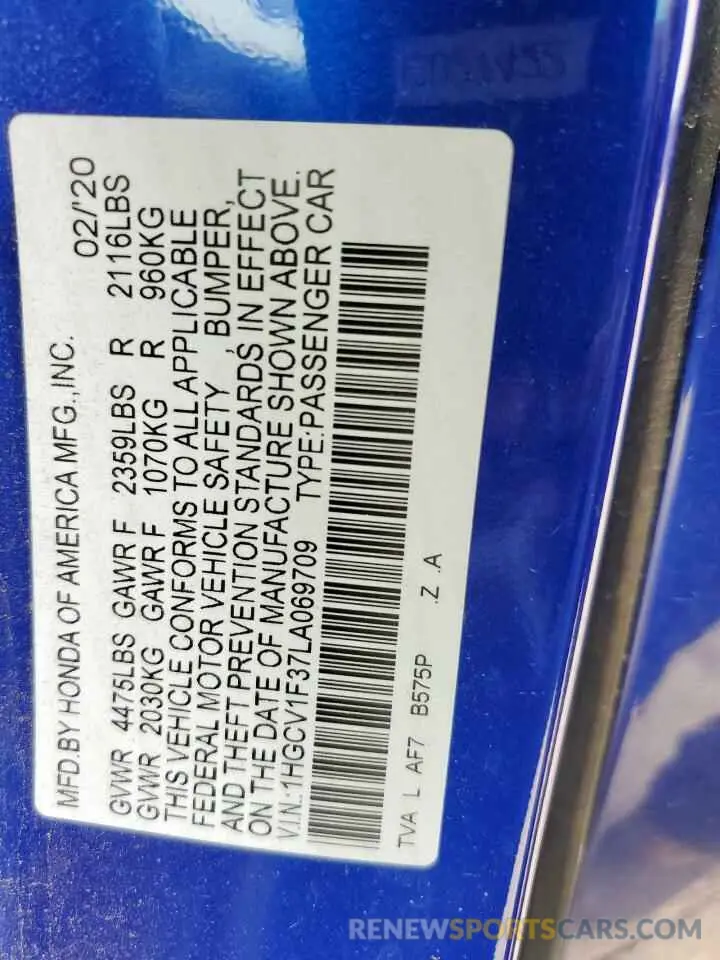 MFD.BY HONDA OF AMERICA MFG.,INC. 02/'20
GVWR 4475LBS GAWR F 2359LBS R 2116LBS
GVWR 2030KG GAWR F 1070KG R 960KG
THIS VEHICLE CONFORMS TO ALL APPLICABLE
FEDERAL MOTOR VEHICLE SAFETY , BUMPER,
AND THEFT PREVENTION STANDARDS IN EFFECT
ON THE DATE OF MANUFACTURE SHOWN ABOVE.
V.I.N.:1HGCV1F37LA069709 TYPE:PASSENGER CAR
TVA L AF7 B575P .Z .A
RENEWSPORTSCARS.COM